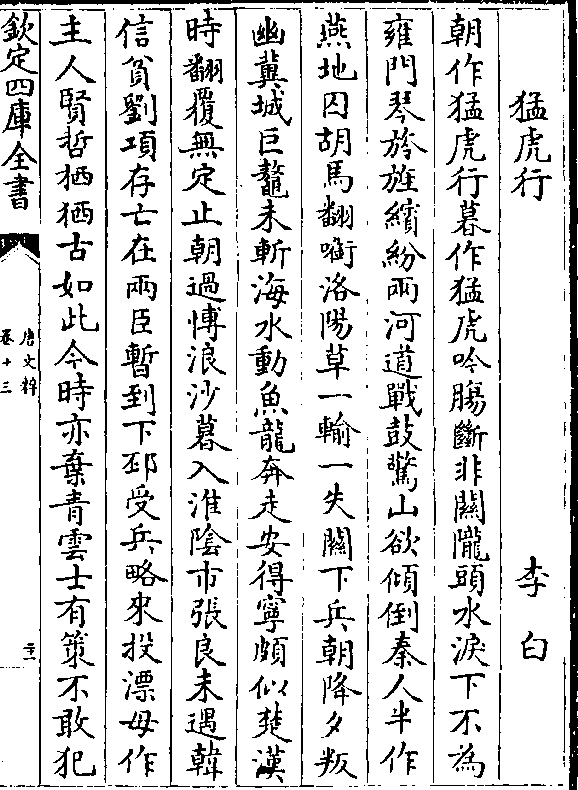 猛虎行 李白
朝作猛虎行暮作猛虎吟腸斷非關隴頭水淚下不為
雍門琴旍旌繽紛兩河道戰鼓驚山欲傾倒秦人半作
燕地囚胡馬翻銜洛陽草一輸一失關下兵朝降夕叛
幽冀城巨鼇未斬海水動魚龍奔走安得寧頗似楚漢
時翻覆無定止朝過慱浪沙暮入淮陰市張良未遇韓
信貧劉項存亡在兩臣暫到下邳受兵略來投漂母作
主人賢哲栖栖古如此今時亦棄青雲士有策不敢犯
欽定四庫全書
唐文粹
卷十三
主